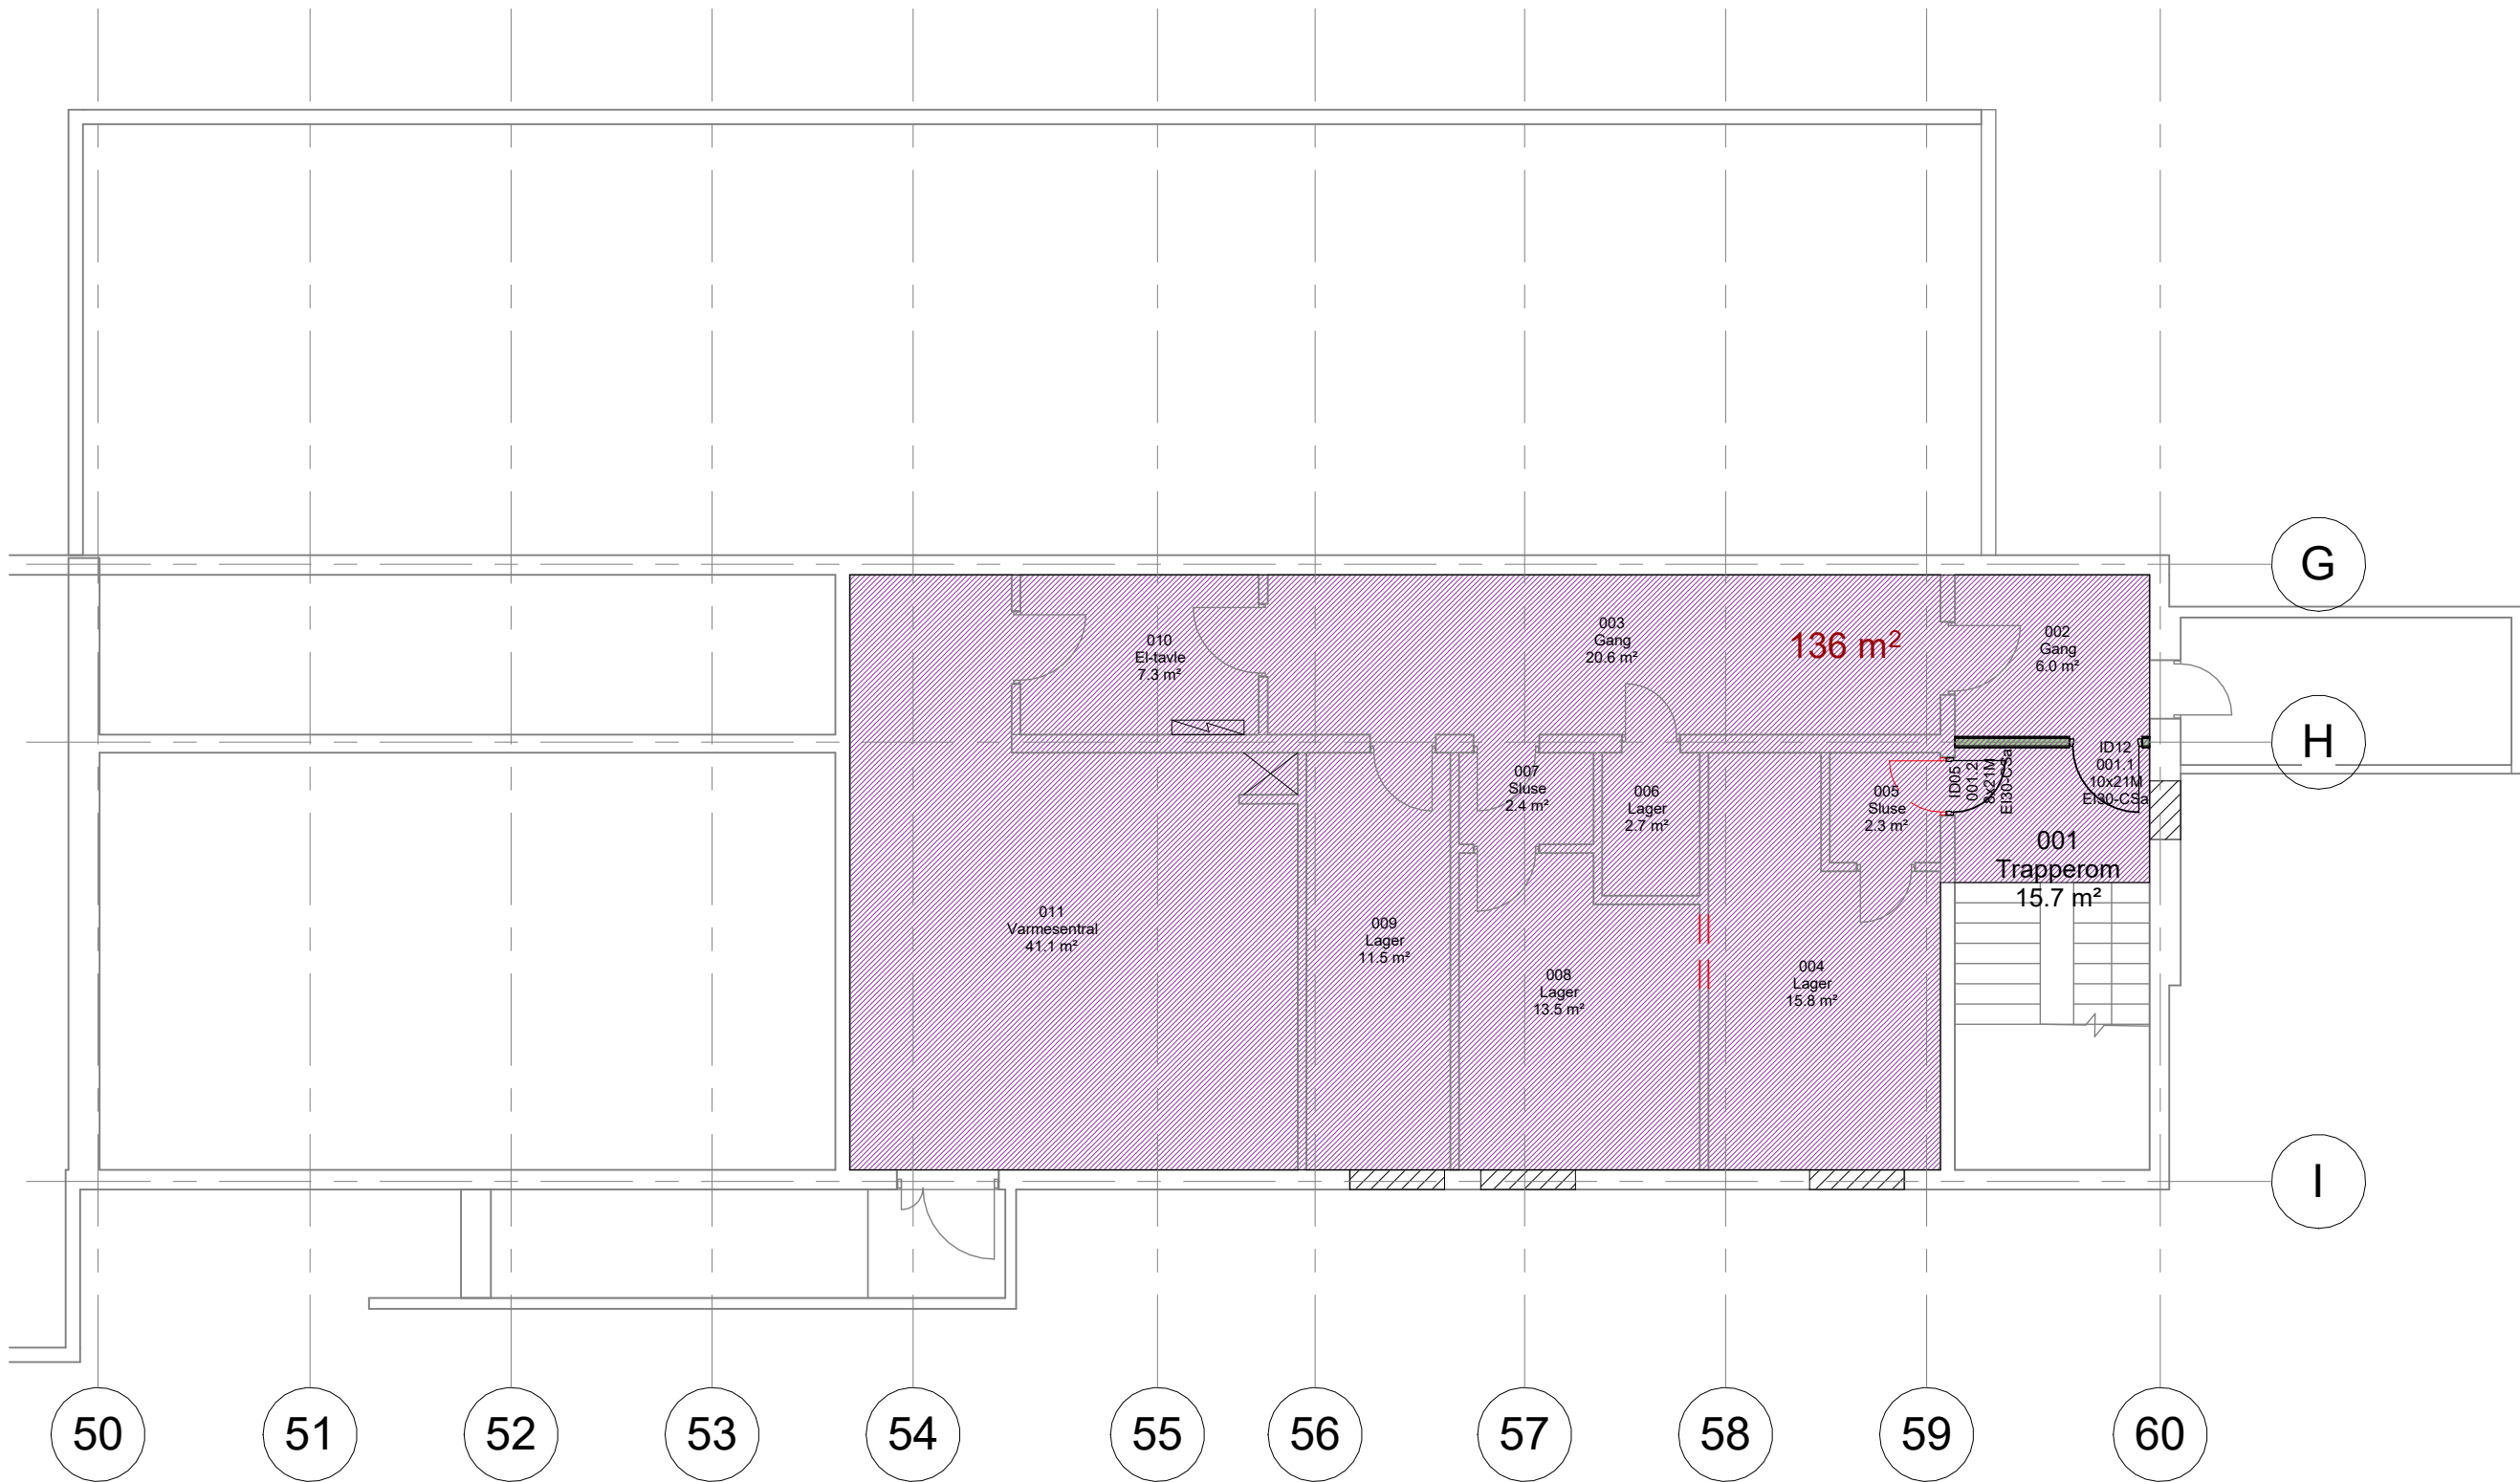 G
003
Gang
20.6 m²
136 m²
002
Gang
6.0 m²
010
El-tavle
7.3 m²
H
ID12
001.1
10x21M
EI30-CSa
ID05
001.2
8x21M
EI30-CSa
007
Sluse
2.4 m²
006
Lager
2.7 m²
005
Sluse
2.3 m²
001
Trapperom
15.7 m²
011
Varmesentral
41.1 m²
009
Lager
11.5 m²
008
Lager
13.5 m²
004
Lager
15.8 m²
I
50 51 52 53 54 55 56 57 58 59 60